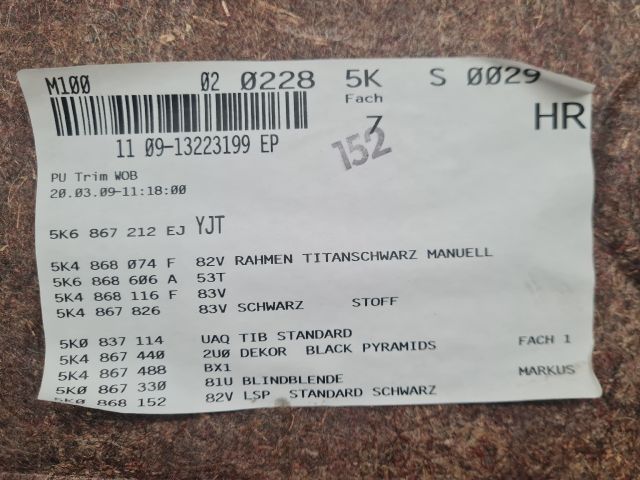 M100 02 0228 5K S 0029
Fach
7 HR
11 09-13223199 EP
152
PU Trim WOB
20.03.09-11:18:00
5K6 867 212 EJ YJT
5K4 868 074 F 82V RAHMEN TITANSCHWARZ MANUELL
5K6 868 606 A 53T
5K4 868 116 F 83V
5K4 867 826 83V SCHWARZ STOFF
5K0 837 114 UAQ TIB STANDARD
5K4 867 440 2U0 DEKOR BLACK PYRAMIDS FACH 1
5K4 867 488 BX1
5K0 867 330 81U BLINDBLENDE MARKUS
5K0 868 152 82V LSP STANDARD SCHWARZ